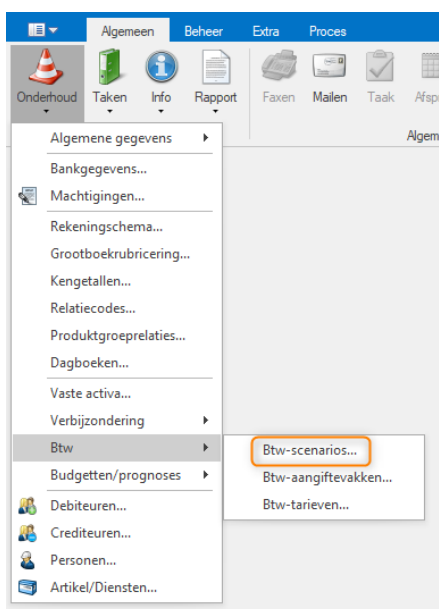 Algemeen Beheer Extra Proces
Onderhoud Taken Info Rapport Faxen Mailen Taak
Algemene gegevens
Bankgegevens...
Machtigingen...
Rekeningschema...
Grootboekrubricering...
Kengetallen...
Relatiecodes...
Produktgroeprelaties...
Dagboeken...
Vaste activa...
Verbijzondering
Btw
Btw-scenarios...
Budgetten/prognoses
Btw-aangiftevakken...
Btw-tarieven...
Debiteuren...
Crediteuren...
Personen...
Artikel/Diensten...